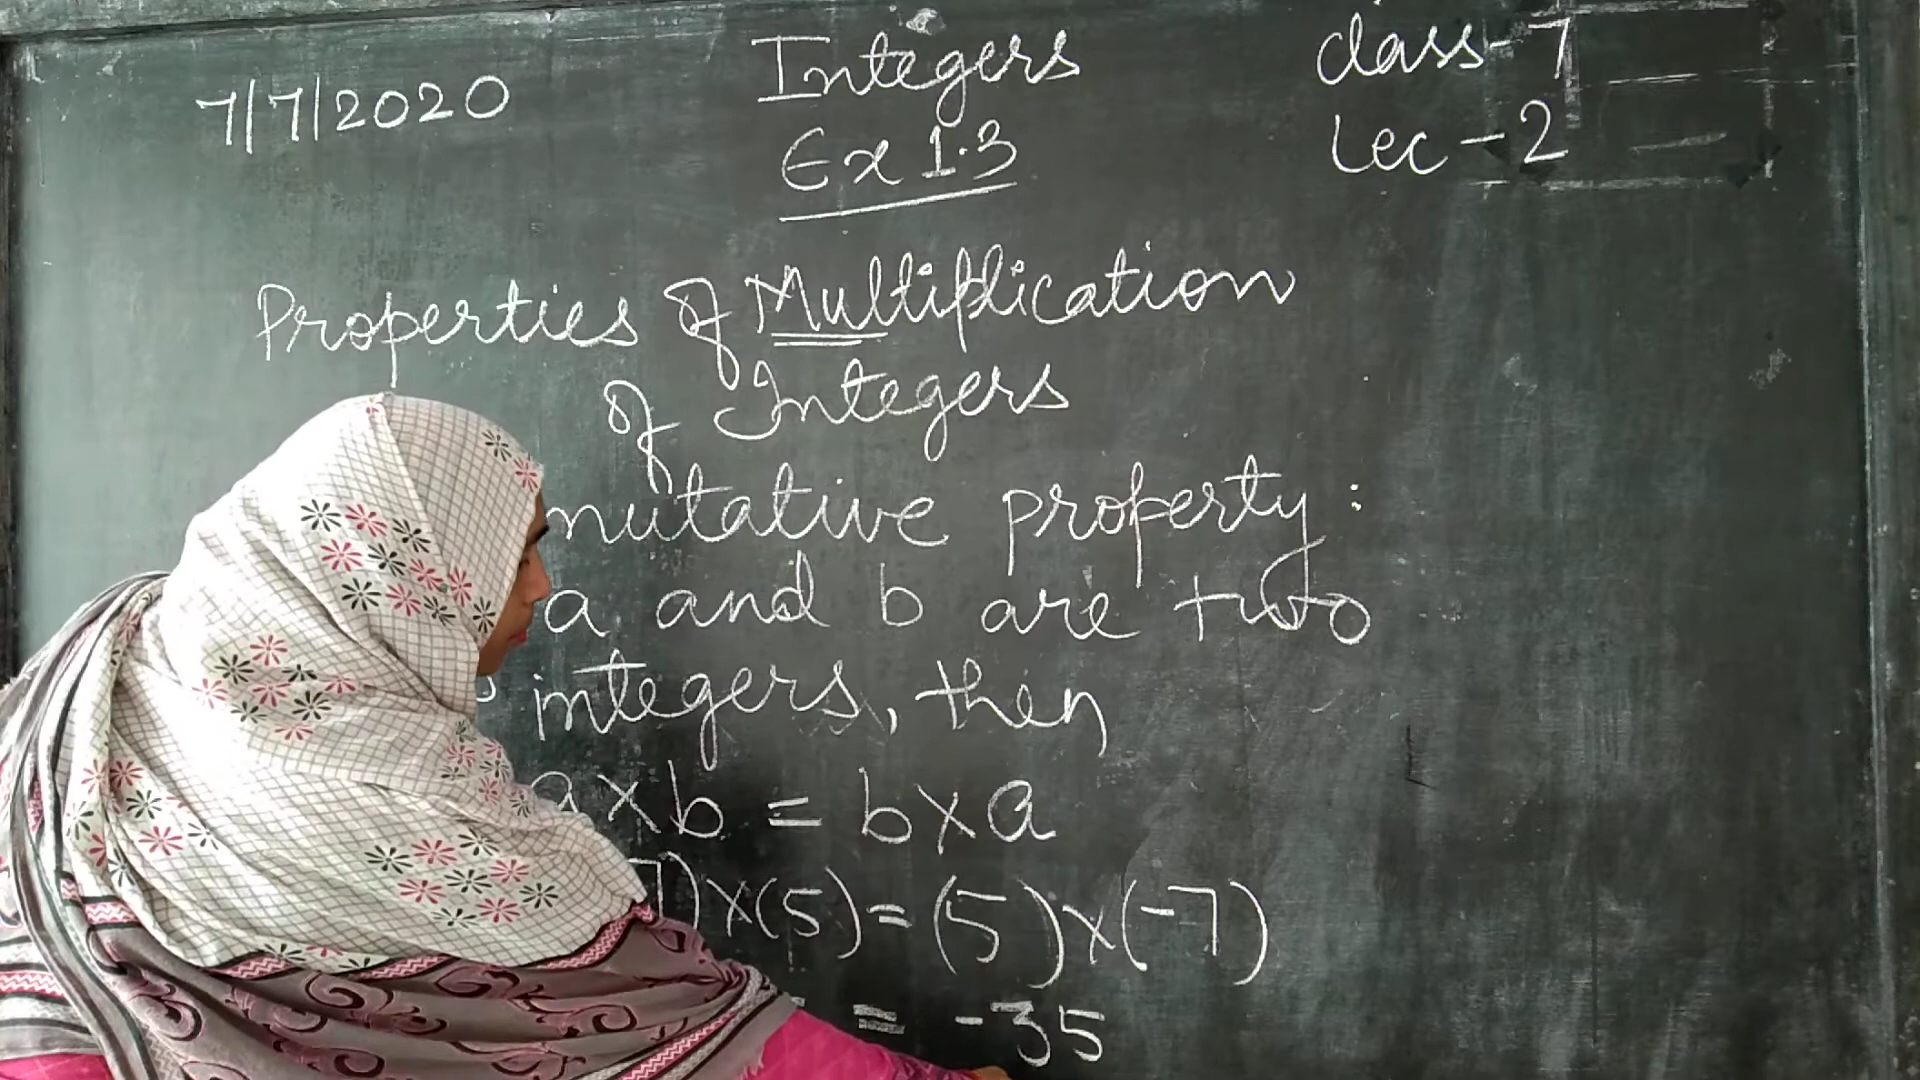 7/7/2020 Integers class-7
Ex 1.3 Lec-2
Properties of Multiplication
of Integers
mutative property:
a and b are two
integers, then
a×b = b×a
7)×(5)=(5)×(-7)
= -35